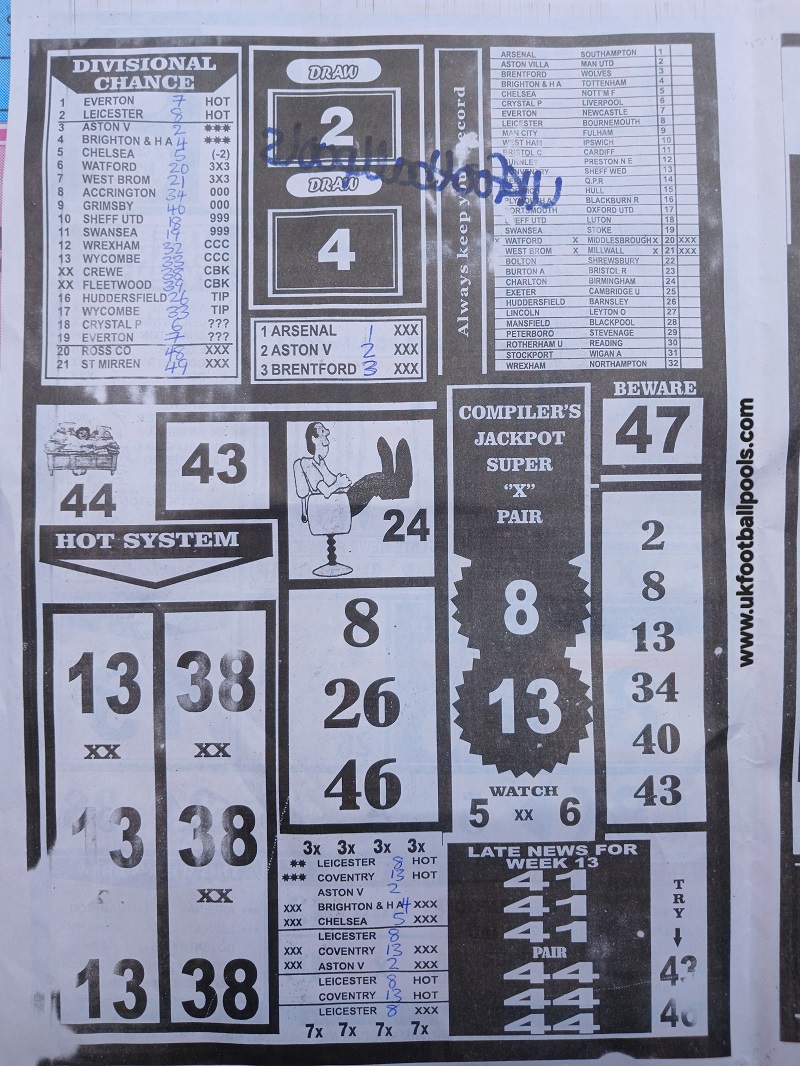 DIVISIONAL
CHANCE
1 EVERTON 7 HOT
2 LEICESTER 8 HOT
3 ASTON V 2 ***
4 BRIGHTON & H A 4 ***
5 CHELSEA 5 (-2)
6 WATFORD 20 3X3
7 WEST BROM 21 3X3
8 ACCRINGTON 34 000
9 GRIMSBY 40 000
10 SHEFF UTD 18 999
11 SWANSEA 19 999
12 WREXHAM 32 CCC
13 WYCOMBE 33 CCC
XX CREWE 38 CBK
XX FLEETWOOD 39 CBK
16 HUDDERSFIELD 26 TIP
17 WYCOMBE 33 TIP
18 CRYSTAL P 6 ???
19 EVERTON 7 ???
20 ROSS CO 48 XXX
21 ST MIRREN 49 XXX
DRAW
2
DRAW
4
1 ARSENAL 1 XXX
2 ASTON V 2 XXX
3 BRENTFORD 3 XXX
Always keep
ecord
ukfootballpools
ARSENAL SOUTHAMPTON 1
ASTON VILLA MAN UTD 2
BRENTFORD WOLVES 3
BRIGHTON & H A TOTTENHAM 4
CHELSEA NOTT'M F 5
CRYSTAL P LIVERPOOL 6
EVERTON NEWCASTLE 7
LEICESTER BOURNEMOUTH 8
MAN CITY FULHAM 9
WEST HAM IPSWICH 10
BRISTOL C CARDIFF 11
PRESTON N E 12
SHEFF WED 13
Q.P.R 14
HULL 15
BLACKBURN R 16
OXFORD UTD 17
LUTON 18
SWANSEA STOKE 19
X WATFORD X MIDDLESBROUGH X 20 XXX
WEST BROM X MILLWALL X 21 XXX
BOLTON SHREWSBURY 22
BURTON A BRISTOL R 23
CHARLTON BIRMINGHAM 24
EXETER CAMBRIDGE U 25
HUDDERSFIELD BARNSLEY 26
LINCOLN LEYTON O 27
MANSFIELD BLACKPOOL 28
PETERBORO STEVENAGE 29
ROTHERHAM U READING 30
STOCKPORT WIGAN A 31
WREXHAM NORTHAMPTON 32
44
43
24
COMPILER'S
JACKPOT
SUPER
"X"
PAIR
8
13
WATCH
5 XX 6
BEWARE
47
2
8
13
34
40
43
HOT SYSTEM
13 38
XX XX
13 38
XX
13 38
8
26
46
3x 3x 3x 3x
** LEICESTER 8 HOT
*** COVENTRY 13 HOT
ASTON V 2
XXX BRIGHTON & HA 4 XXX
XXX CHELSEA 5 XXX
LEICESTER 8
XXX COVENTRY 13 XXX
XXX ASTON V 2 XXX
LEICESTER 8 HOT
COVENTRY 13 HOT
LEICESTER 8 XXX
7x 7x 7x 7x
LATE NEWS FOR
WEEK 13
41
41
41
PAIR
44
44
44
TRY
www.ukfootballpools.com